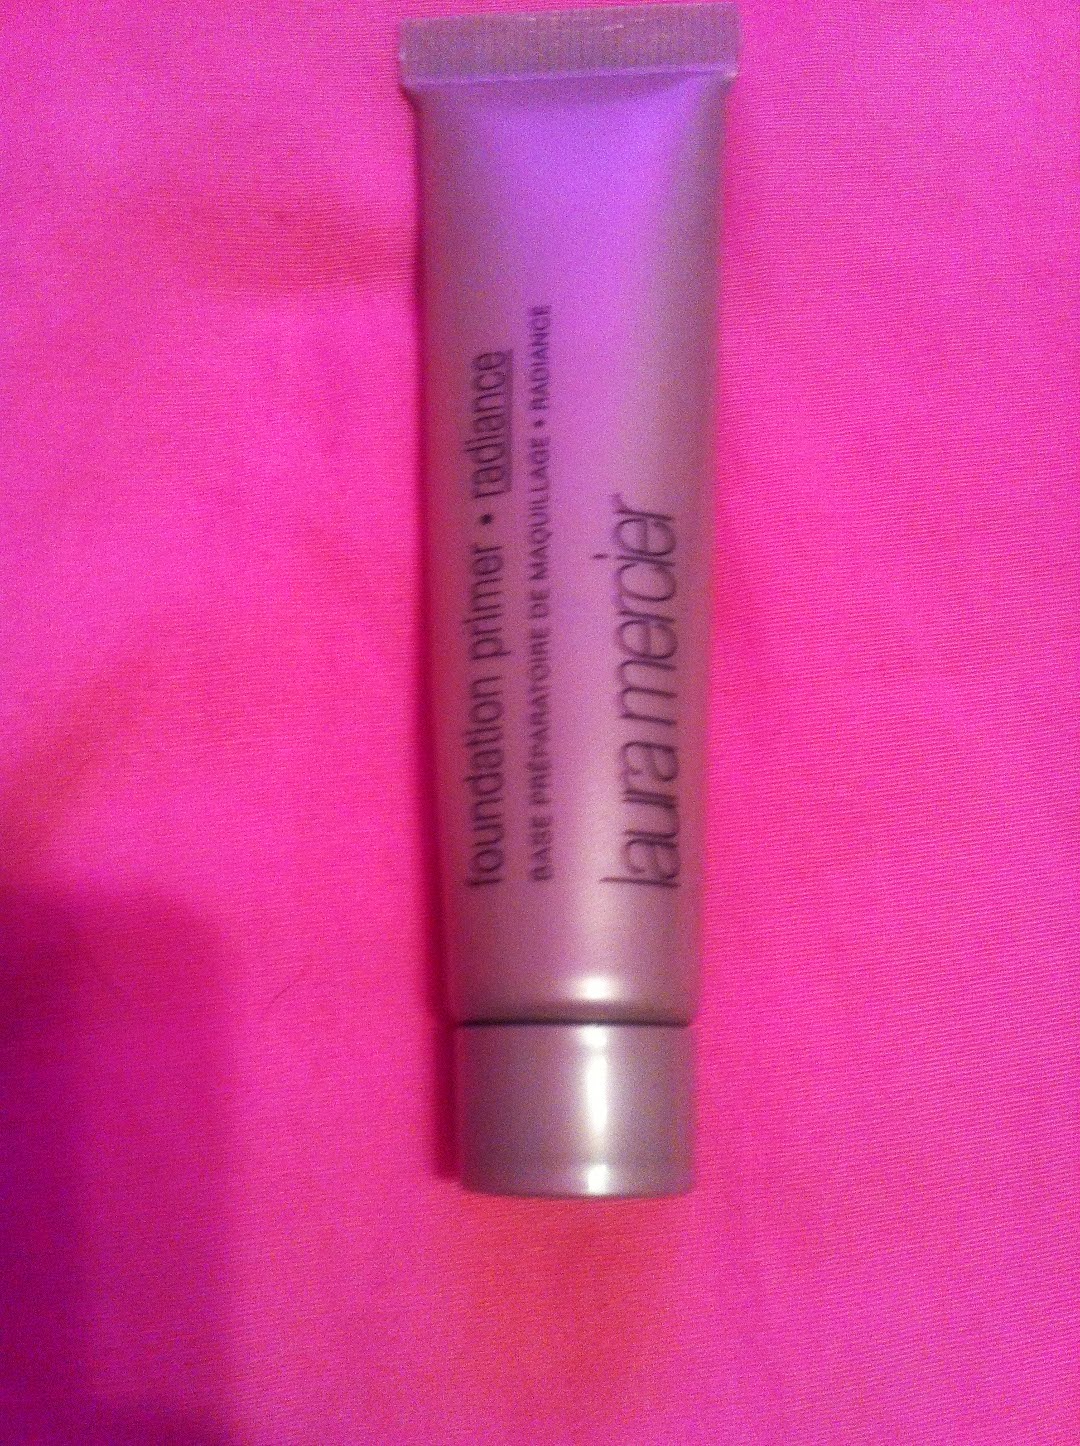 foundation primer • radiance
BASE PRÉPARATOIRE DE MAQUILLAGE • RADIANCE
laura mercier